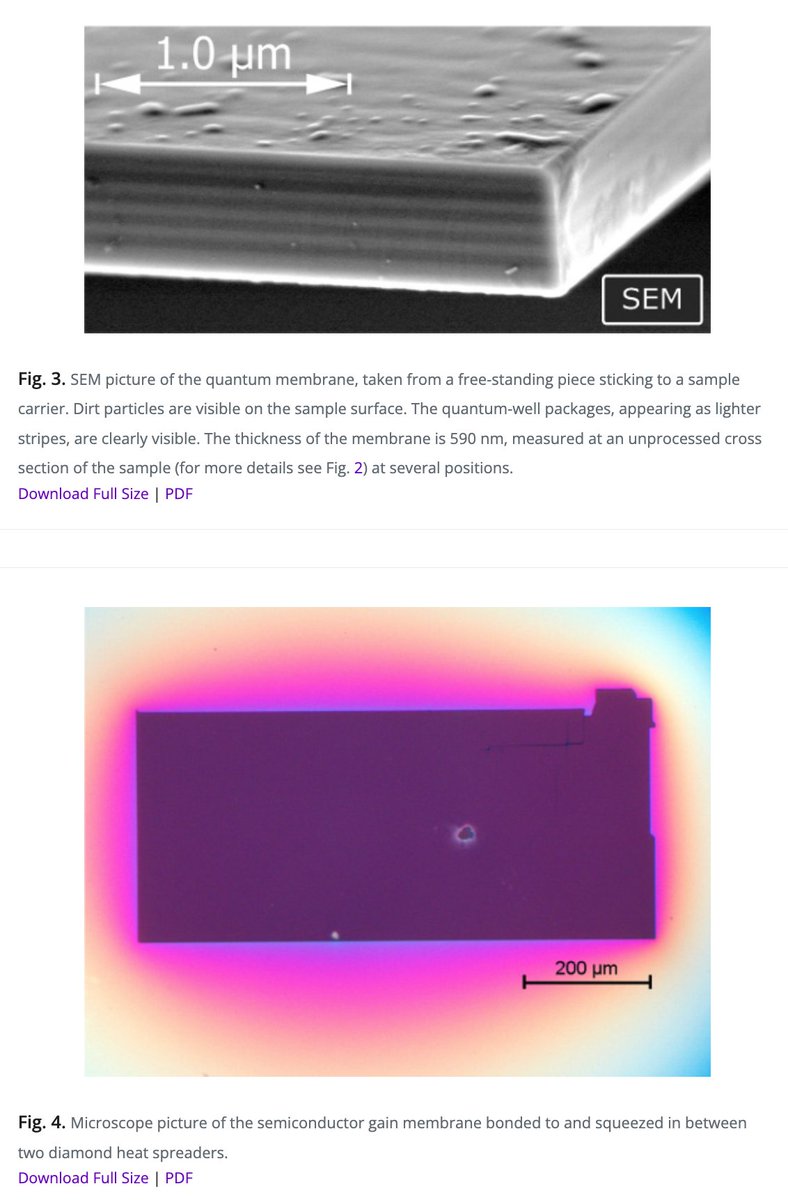 1.0 µm
SEM
Fig. 3. SEM picture of the quantum membrane, taken from a free-standing piece sticking to a sample
carrier. Dirt particles are visible on the sample surface. The quantum-well packages, appearing as lighter
stripes, are clearly visible. The thickness of the membrane is 590 nm, measured at an unprocessed cross
section of the sample (for more details see Fig. 2) at several positions.
Download Full Size | PDF
200 µm
Fig. 4. Microscope picture of the semiconductor gain membrane bonded to and squeezed in between
two diamond heat spreaders.
Download Full Size | PDF